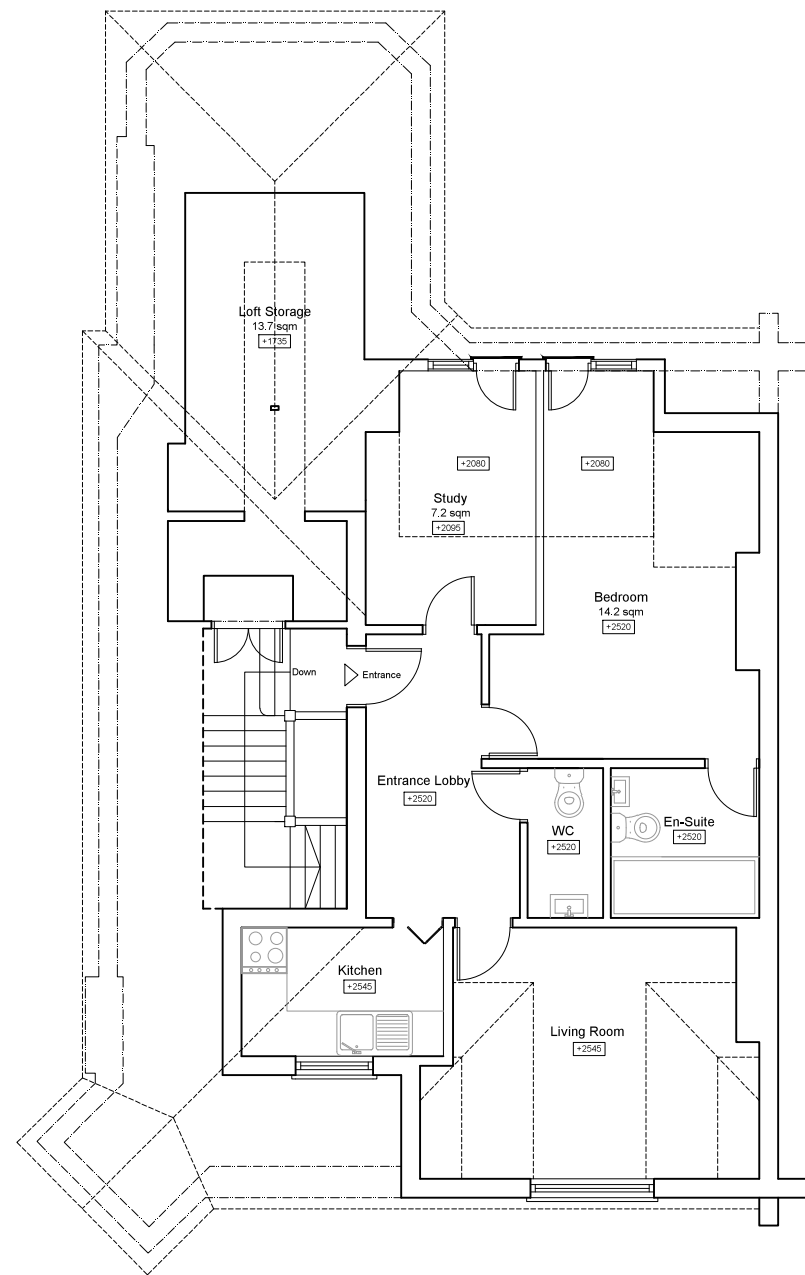 Loft Storage
13.7 sqm
+1735
+2080
+2080
Study
7.2 sqm
+2095
Bedroom
14.2 sqm
+2520
Down
Entrance
Entrance Lobby
+2520
WC
+2520
En-Suite
+2520
Kitchen
+2545
Living Room
+2545